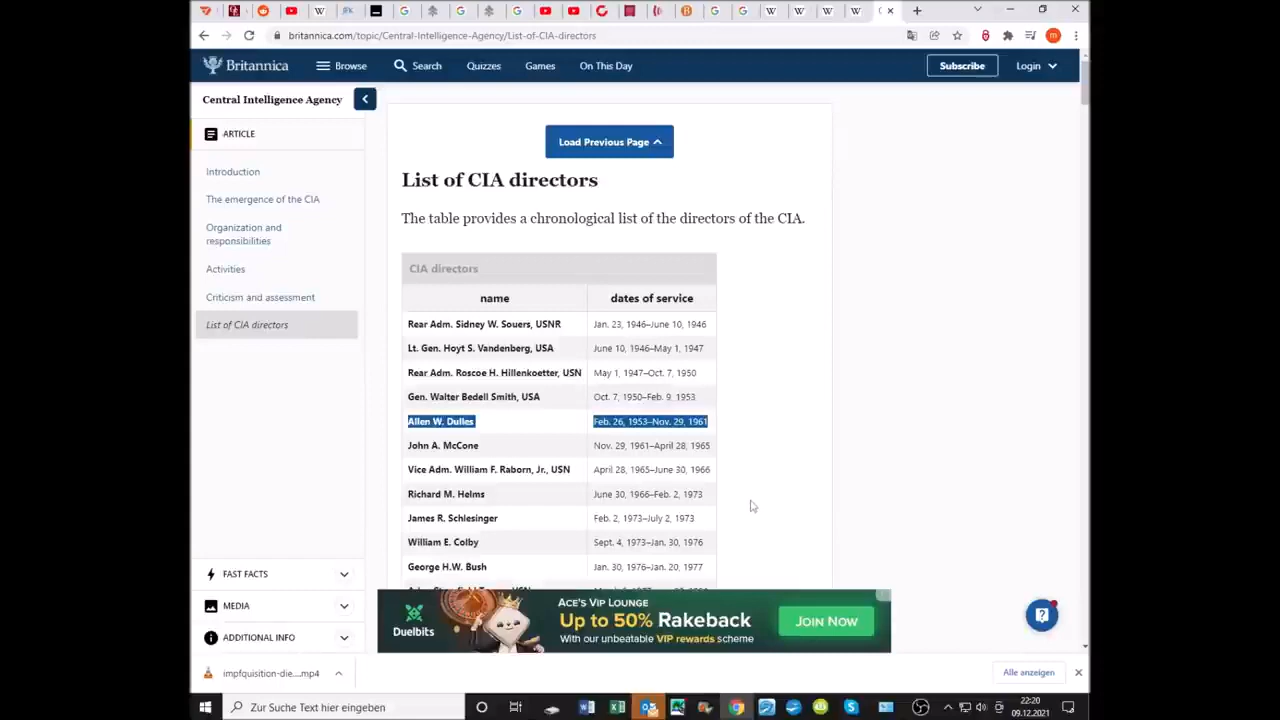 britannica.com/topic/Central-Intelligence-Agency/List-of-CIA-directors
Britannica
Browse
Search
Quizzes
Games
On This Day
Subscribe
Login
Central Intelligence Agency
ARTICLE
Introduction
The emergence of the CIA
Organization and
responsibilities
Activities
Criticism and assessment
List of CIA directors
FAST FACTS
MEDIA
ADDITIONAL INFO
Load Previous Page
List of CIA directors
The table provides a chronological list of the directors of the CIA.
CIA directors
name dates of service
Rear Adm. Sidney W. Souers, USNR Jan. 23, 1946–June 10, 1946
Lt. Gen. Hoyt S. Vandenberg, USA June 10, 1946–May 1, 1947
Rear Adm. Roscoe H. Hillenkoetter, USN May 1, 1947–Oct. 7, 1950
Gen. Walter Bedell Smith, USA Oct. 7, 1950–Feb. 9, 1953
Allen W. Dulles Feb. 26, 1953–Nov. 29, 1961
John A. McCone Nov. 29, 1961–April 28, 1965
Vice Adm. William F. Raborn, Jr., USN April 28, 1965–June 30, 1966
Richard M. Helms June 30, 1966–Feb. 2, 1973
James R. Schlesinger Feb. 2, 1973–July 2, 1973
William E. Colby Sept. 4, 1973–Jan. 30, 1976
George H.W. Bush Jan. 30, 1976–Jan. 20, 1977
Duelbits
Ace's VIP Lounge
Up to 50% Rakeback
With our unbeatable VIP rewards scheme
JOIN NOW
impfquisition-die....mp4
Alle anzeigen
Zur Suche Text hier eingeben
22:20
09.12.2021